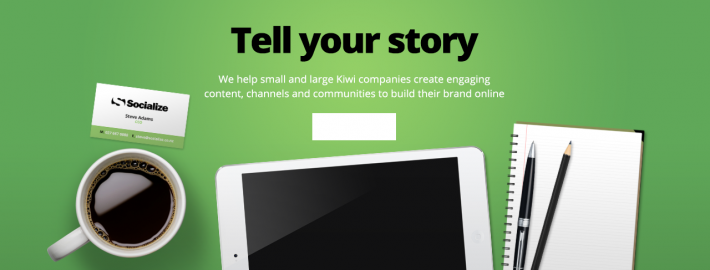 Tell your story
We help small and large Kiwi companies create engaging
content, channels and communities to build their brand online
Socialize
Steve Adams